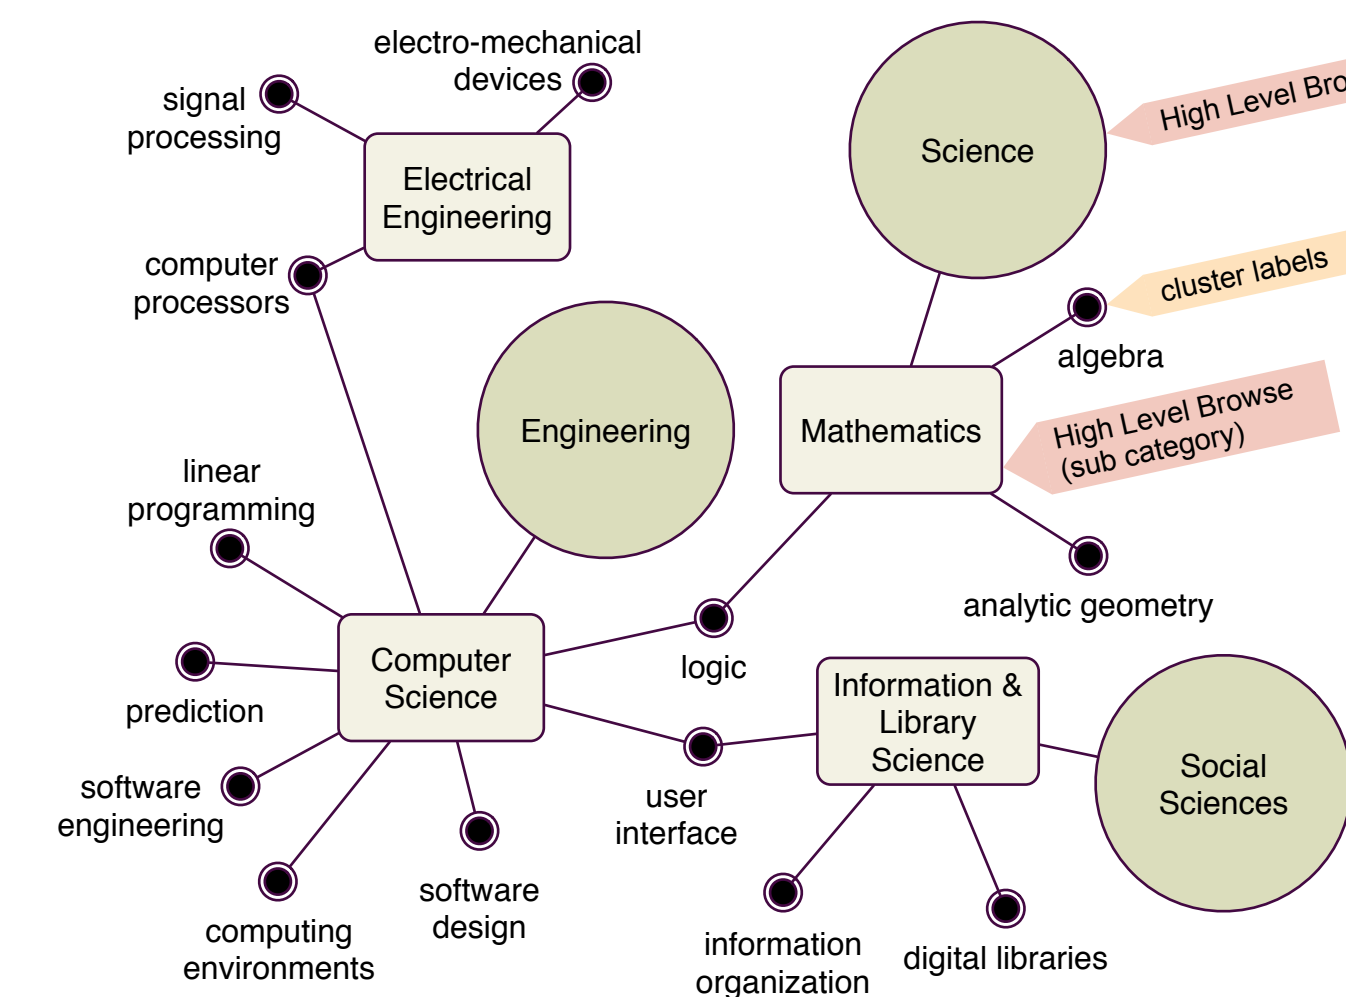 electro-mechanical
devices
signal
processing
Electrical
Engineering
computer
processors
Science
High Level
cluster labels
algebra
Mathematics
High Level Browse
(sub category)
Engineering
linear
programming
analytic geometry
logic
Computer
Science
prediction
software
engineering
user
interface
Information &
Library
Science
Social
Sciences
computing
environments
software
design
information
organization
digital libraries